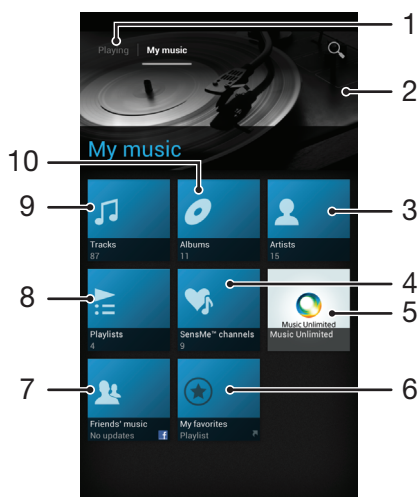 1
Playing My music
2
My music
10
9
3
Tracks
87
Albums
11
Artists
15
8
4
5
Playlists
4
SensMe™ channels
9
Music Unlimited
Music Unlimited
7
6
Friends' music
No updates f
My favorites
Playlist